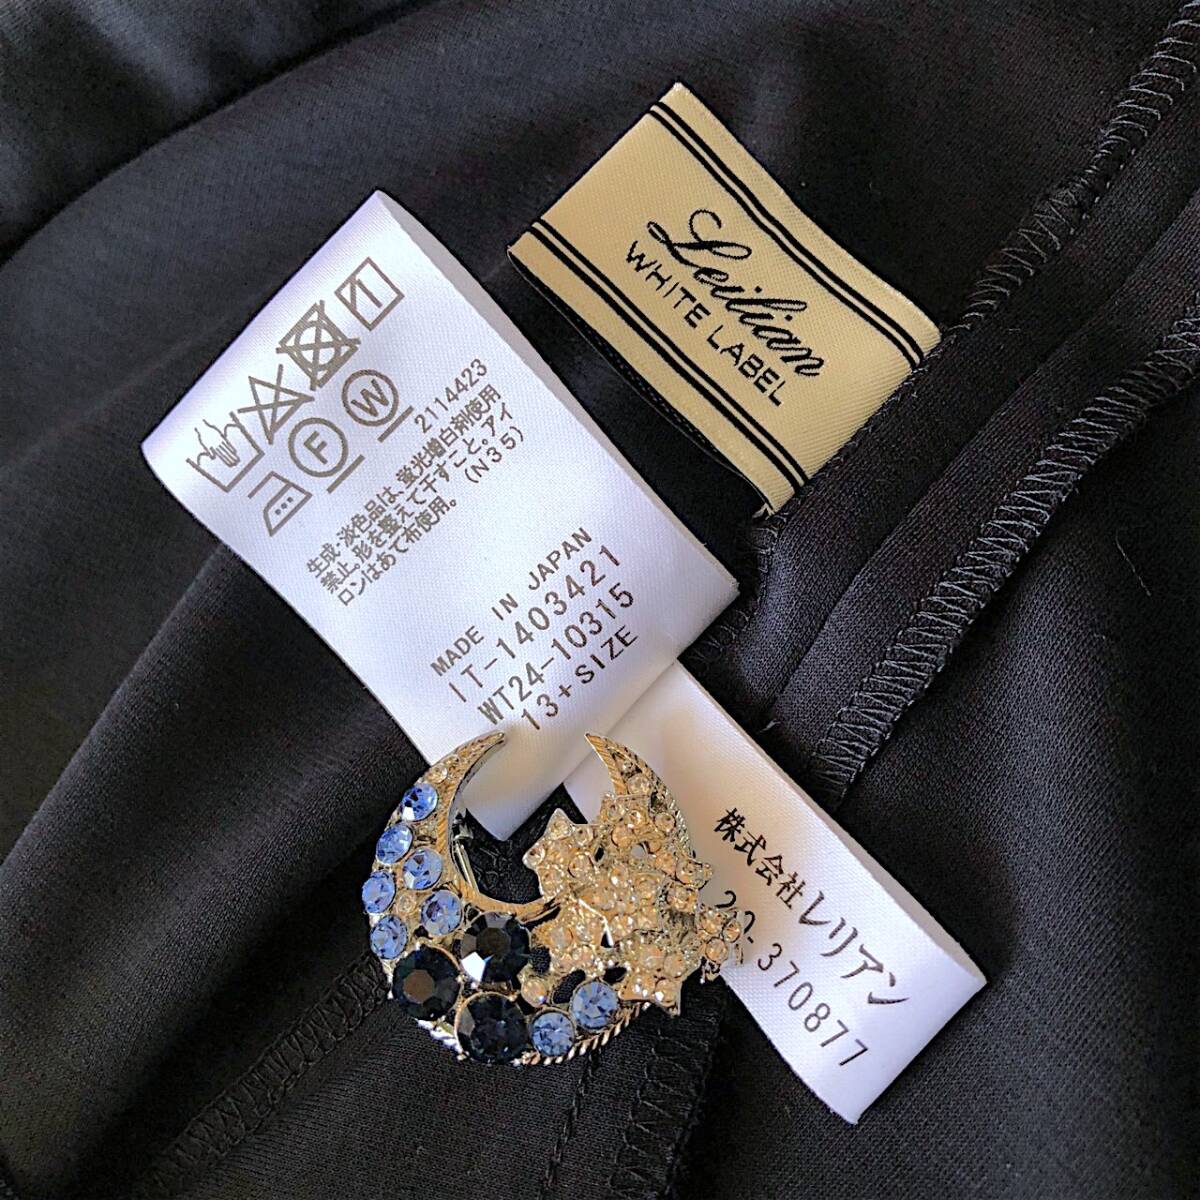 Leilian
WHITE LABEL
F
W
2114423
生成・淡色品は、蛍光増白剤使用
禁止。形を整えて干すこと。アイ
ロンはあて布使用。(N35)
MADE IN JAPAN
IT-1403421
WT24-10315
13+SIZE
株式会社レリアン
20-370877